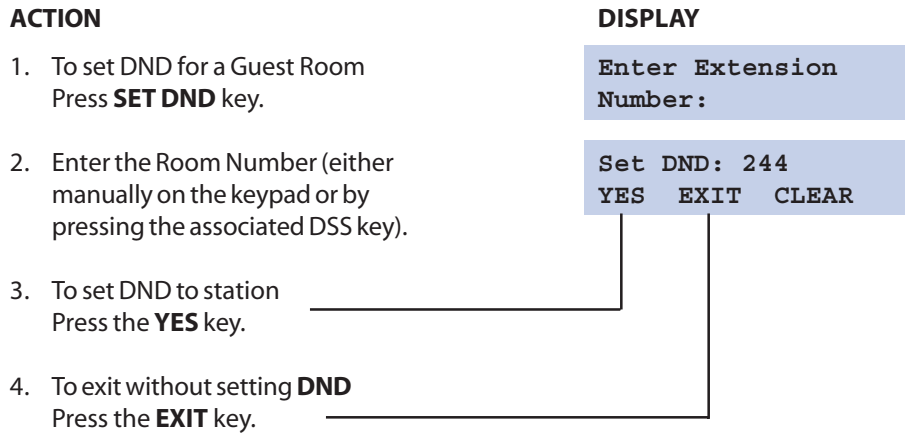 ACTION
DISPLAY
1. To set DND for a Guest Room
Press SET DND key.
Enter Extension
Number:
2. Enter the Room Number (either
manually on the keypad or by
pressing the associated DSS key).
Set DND: 244
YES EXIT CLEAR
3. To set DND to station
Press the YES key.
4. To exit without setting DND
Press the EXIT key.